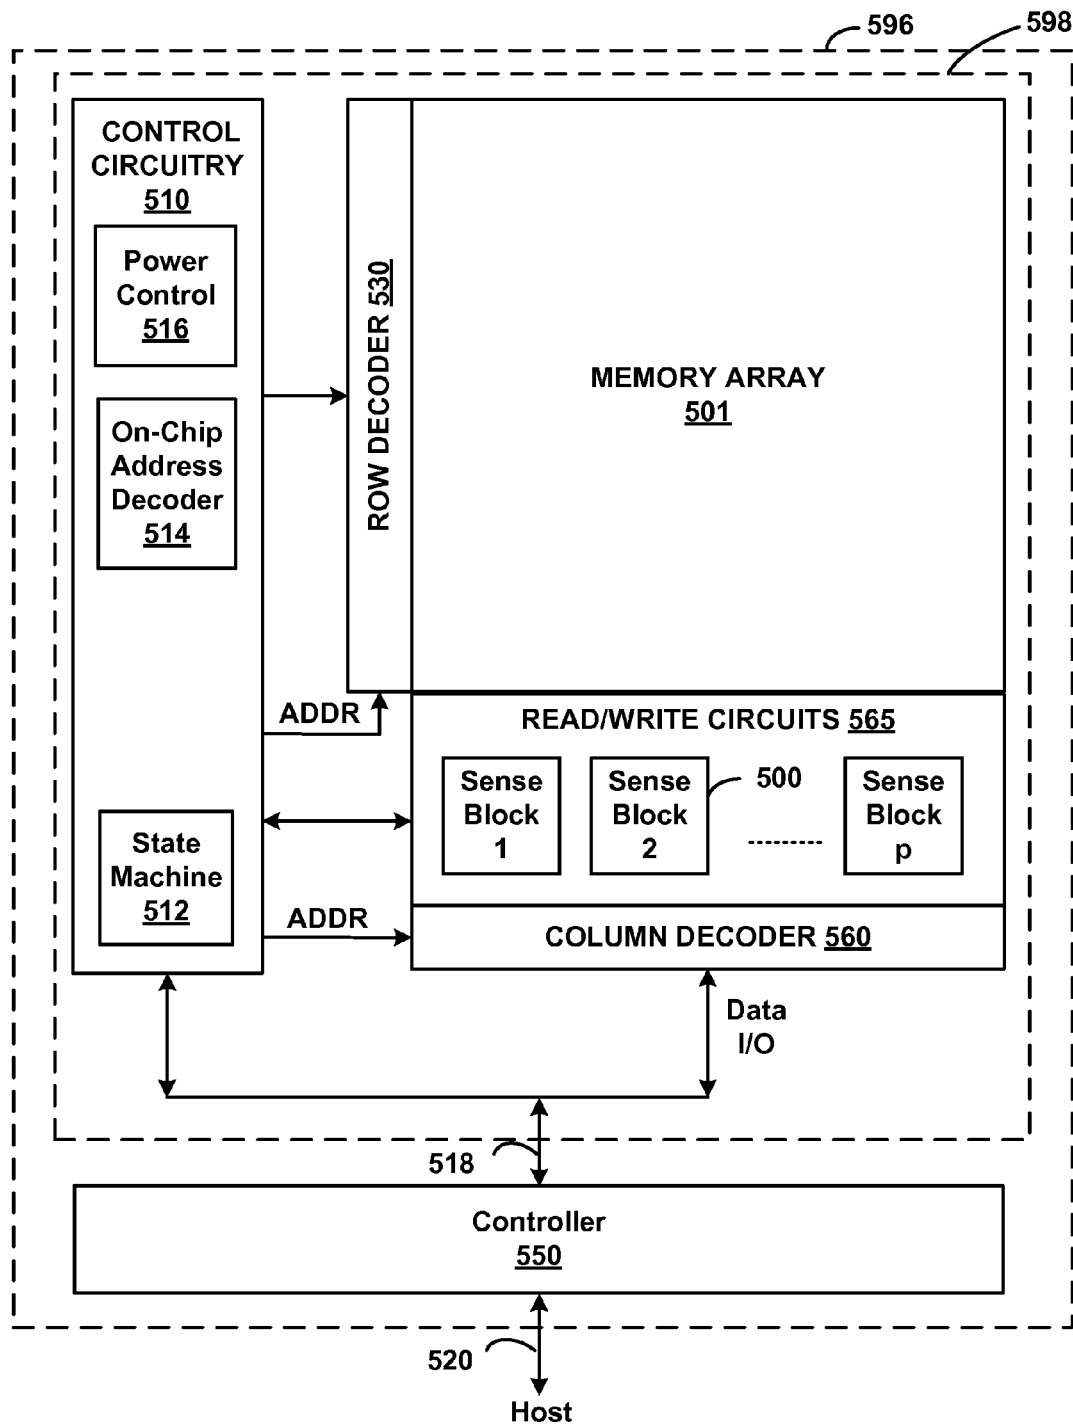 596
598
CONTROL
CIRCUITRY
510
Power
Control
516
On-Chip
Address
Decoder
514
State
Machine
512
ROW DECODER 530
MEMORY ARRAY
501
ADDR
READ/WRITE CIRCUITS 565
Sense
Block
1
Sense
Block
2
500
.........
Sense
Block
p
ADDR
COLUMN DECODER 560
Data
I/O
518
Controller
550
520
Host